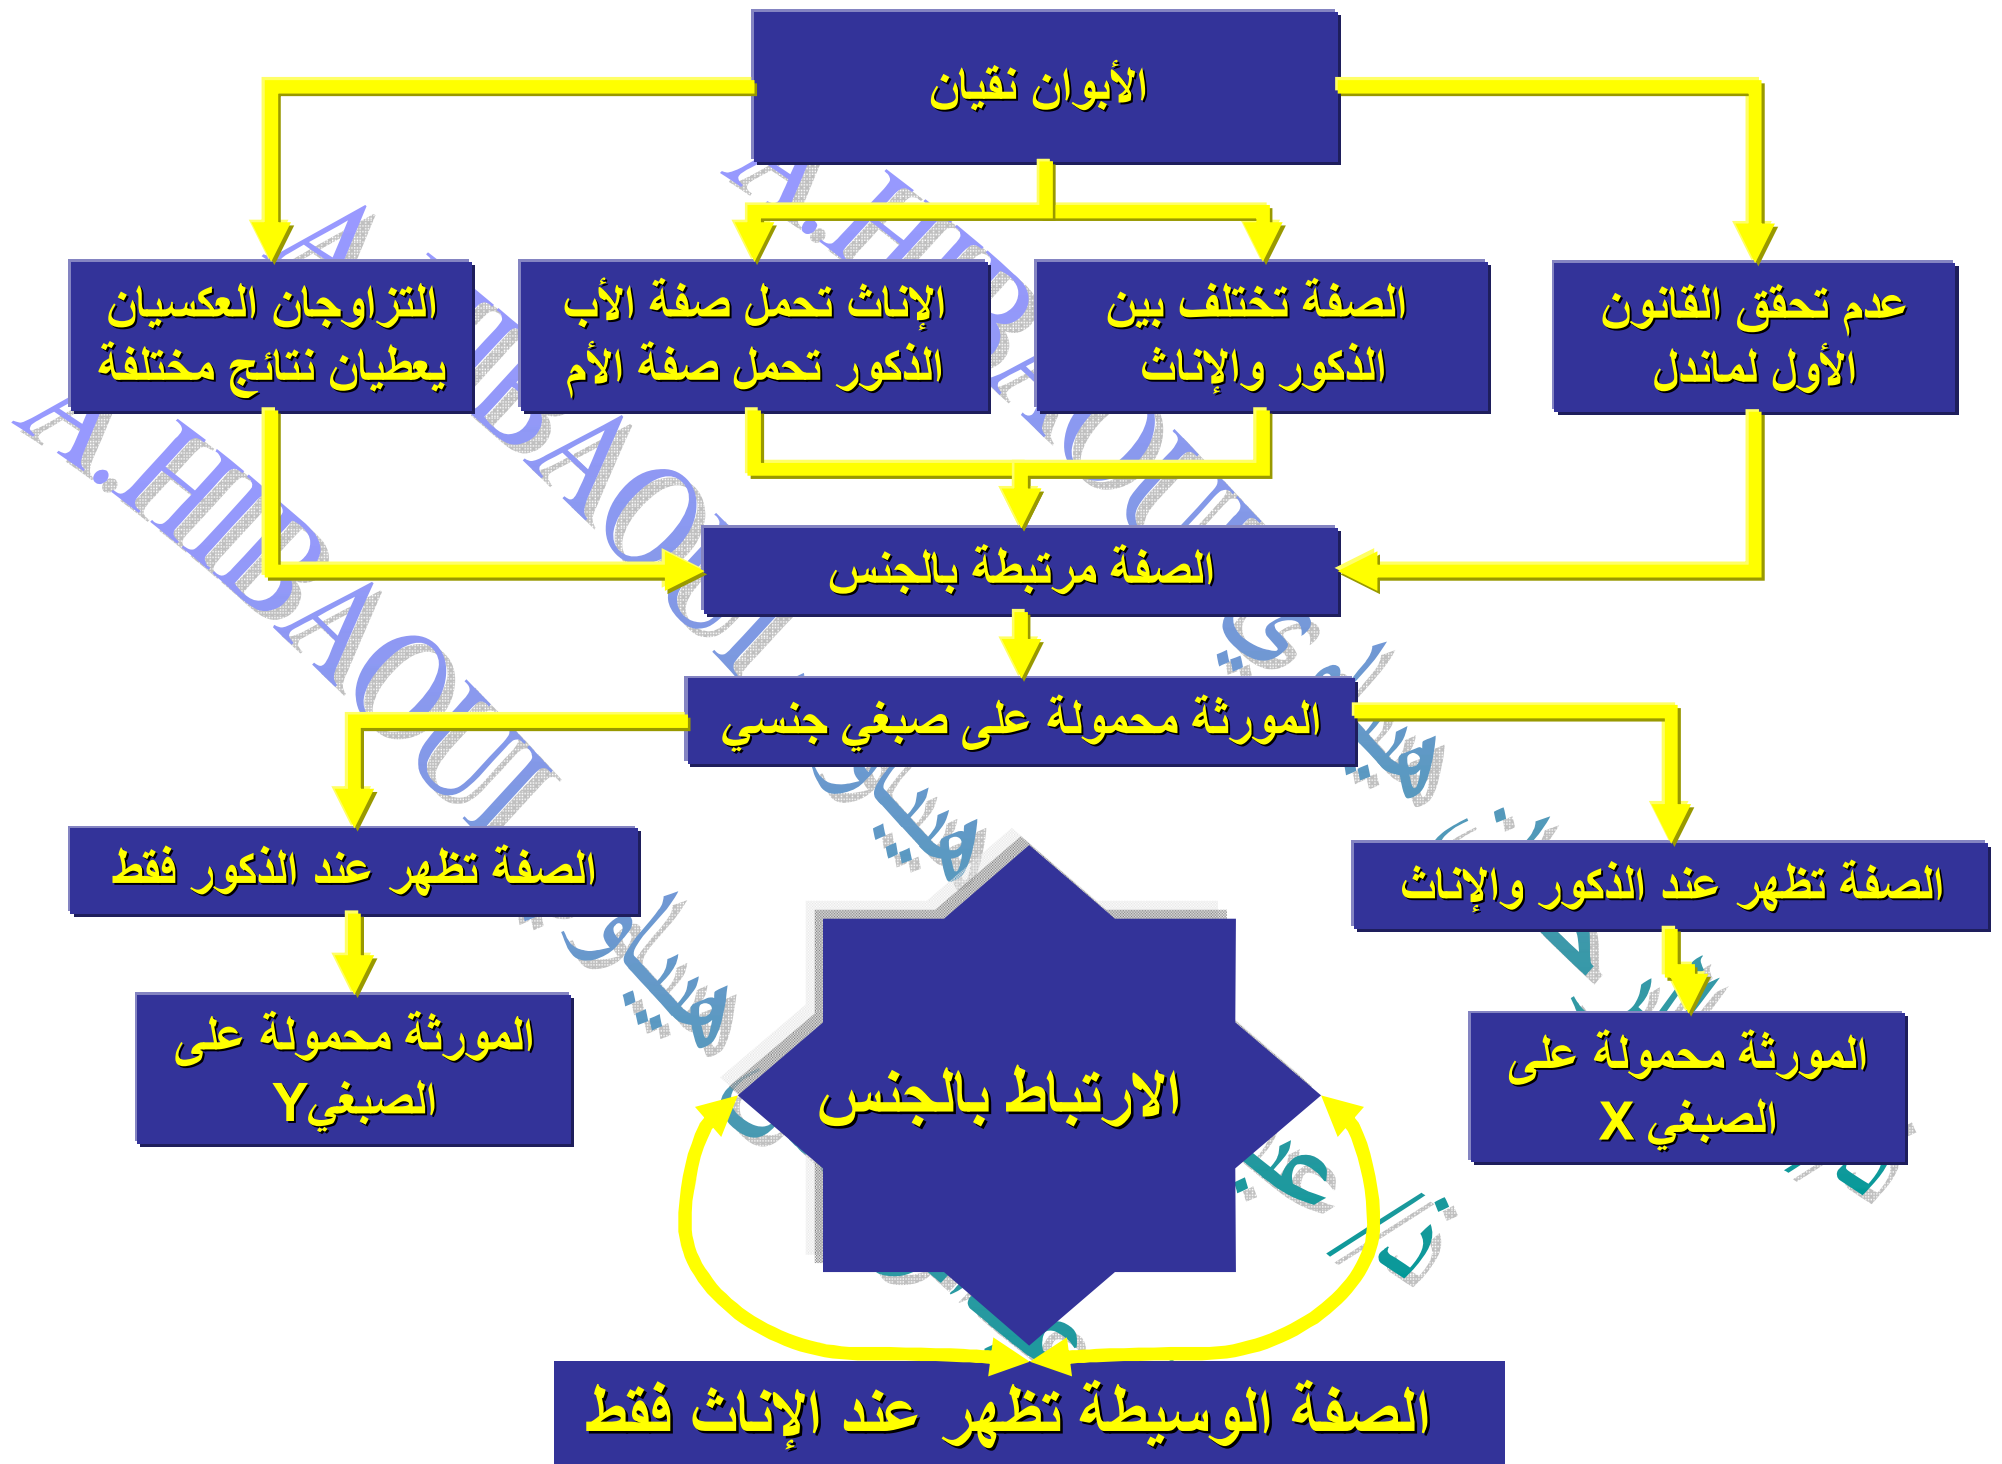 الأبوان نقيان
عدم تحقق القانون
الأول لماندل
الصفة تختلف بين
الذكور والإناث
الإناث تحمل صفة الأب
الذكور تحمل صفة الأم
التزاوجان العكسيان
يعطيان نتائج مختلفة
الصفة مرتبطة بالجنس
المورثة محمولة على صبغي جنسي
الصفة تظهر عند الذكور والإناث
الصفة تظهر عند الذكور فقط
المورثة محمولة على
الصبغي X
المورثة محمولة على
الصبغيY
الارتباط بالجنس
الصفة الوسيطة تظهر عند الإناث فقط
A.HIBAOUI
A.HIBAOUI
A.HIBAOUI